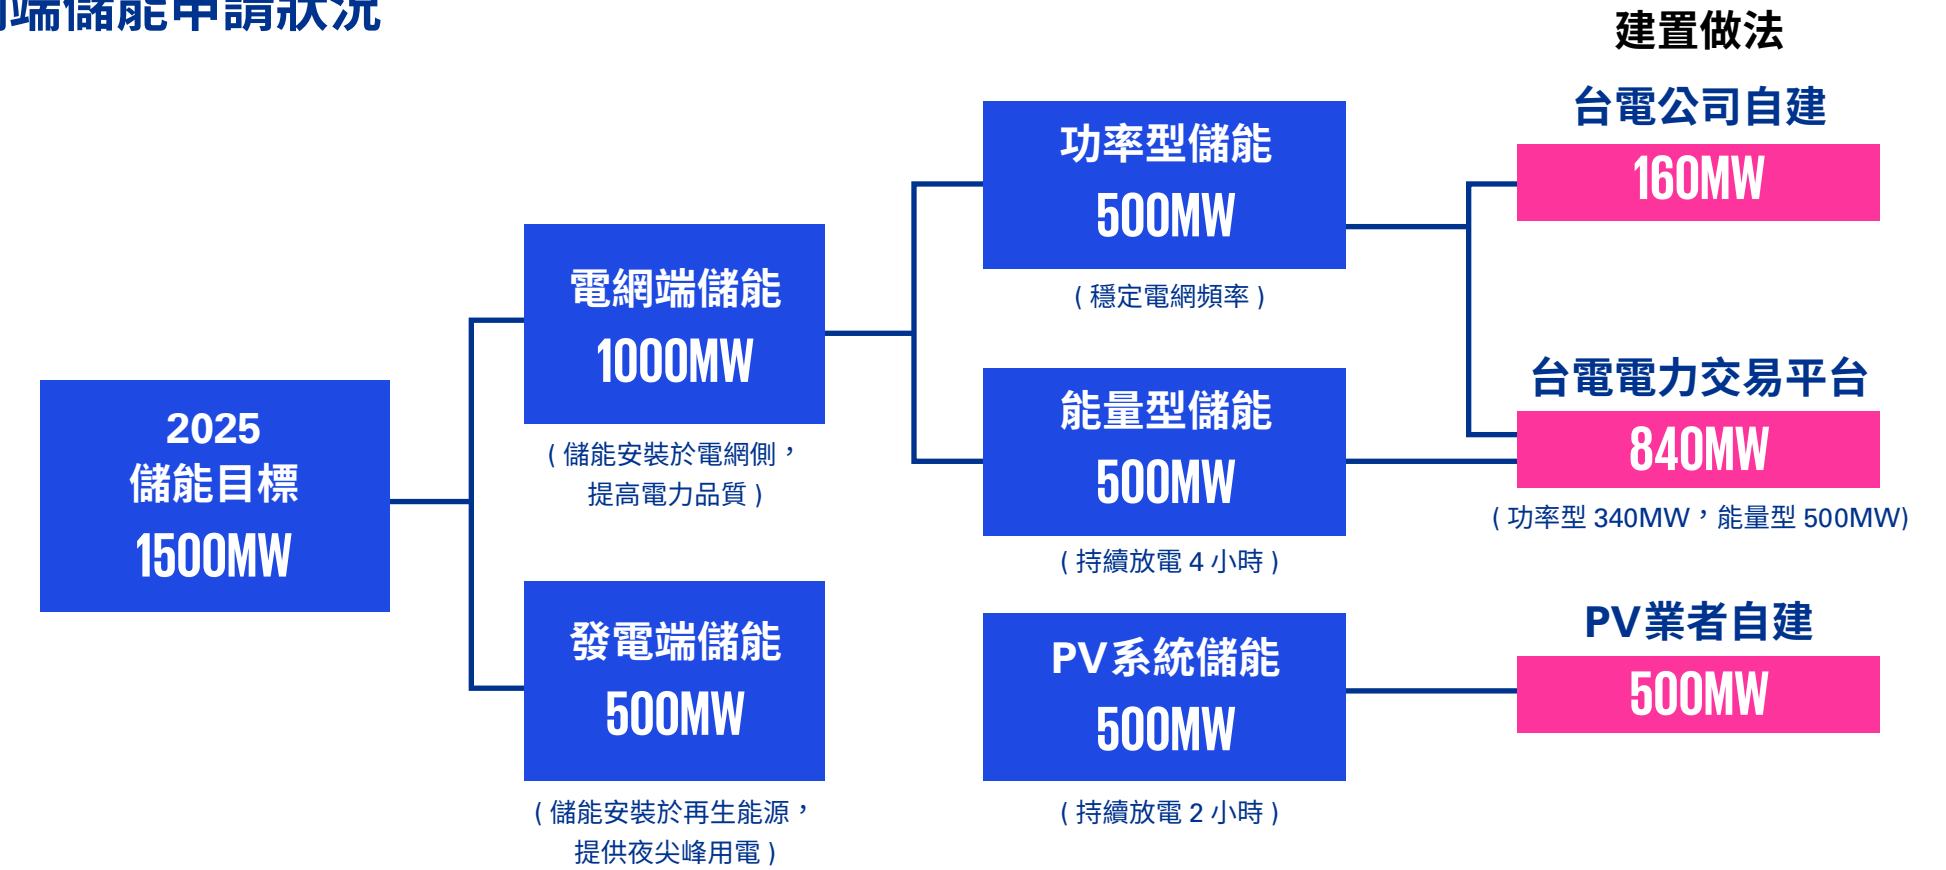 端儲能申請狀況
建置做法
2025
儲能目標
1500MW
電網端儲能
1000MW
( 儲能安裝於電網側，
提高電力品質 )
發電端儲能
500MW
( 儲能安裝於再生能源，
提供夜尖峰用電 )
功率型儲能
500MW
( 穩定電網頻率 )
能量型儲能
500MW
( 持續放電 4 小時 )
PV系統儲能
500MW
( 持續放電 2 小時 )
台電公司自建
160MW
台電電力交易平台
840MW
( 功率型 340MW，能量型 500MW)
PV業者自建
500MW